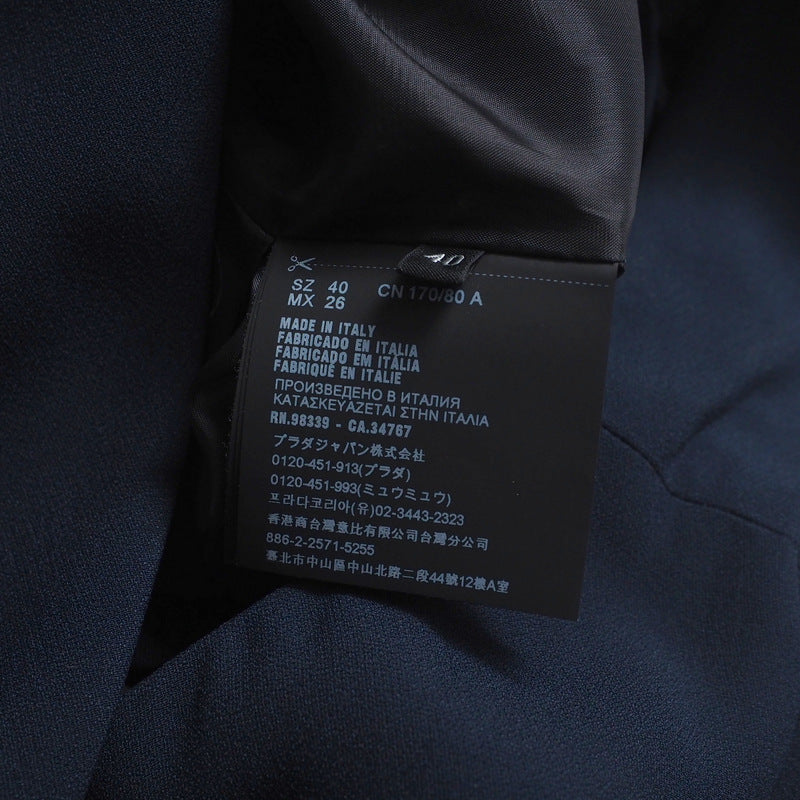 40
SZ 40 CN 170/80 A
MX 26
MADE IN ITALY
FABRICADO EN ITALIA
FABRICADO EM ITÁLIA
FABRIQUÉ EN ITALIE
ПРОИЗВЕДЕНО В ИТАЛИЯ
ΚΑΤΑΣΚΕΥΑΖΕΤΑΙ ΣΤΗΝ ΙΤΑΛΙΑ
RN.98339 - CA.34767
プラダジャパン株式会社
0120-451-913(プラダ)
0120-451-993(ミュウミュウ)
프라다코리아(유)02-3443-2323
香港商台灣意比有限公司台灣分公司
886-2-2571-5255
臺北市中山區中山北路二段44號12樓A室